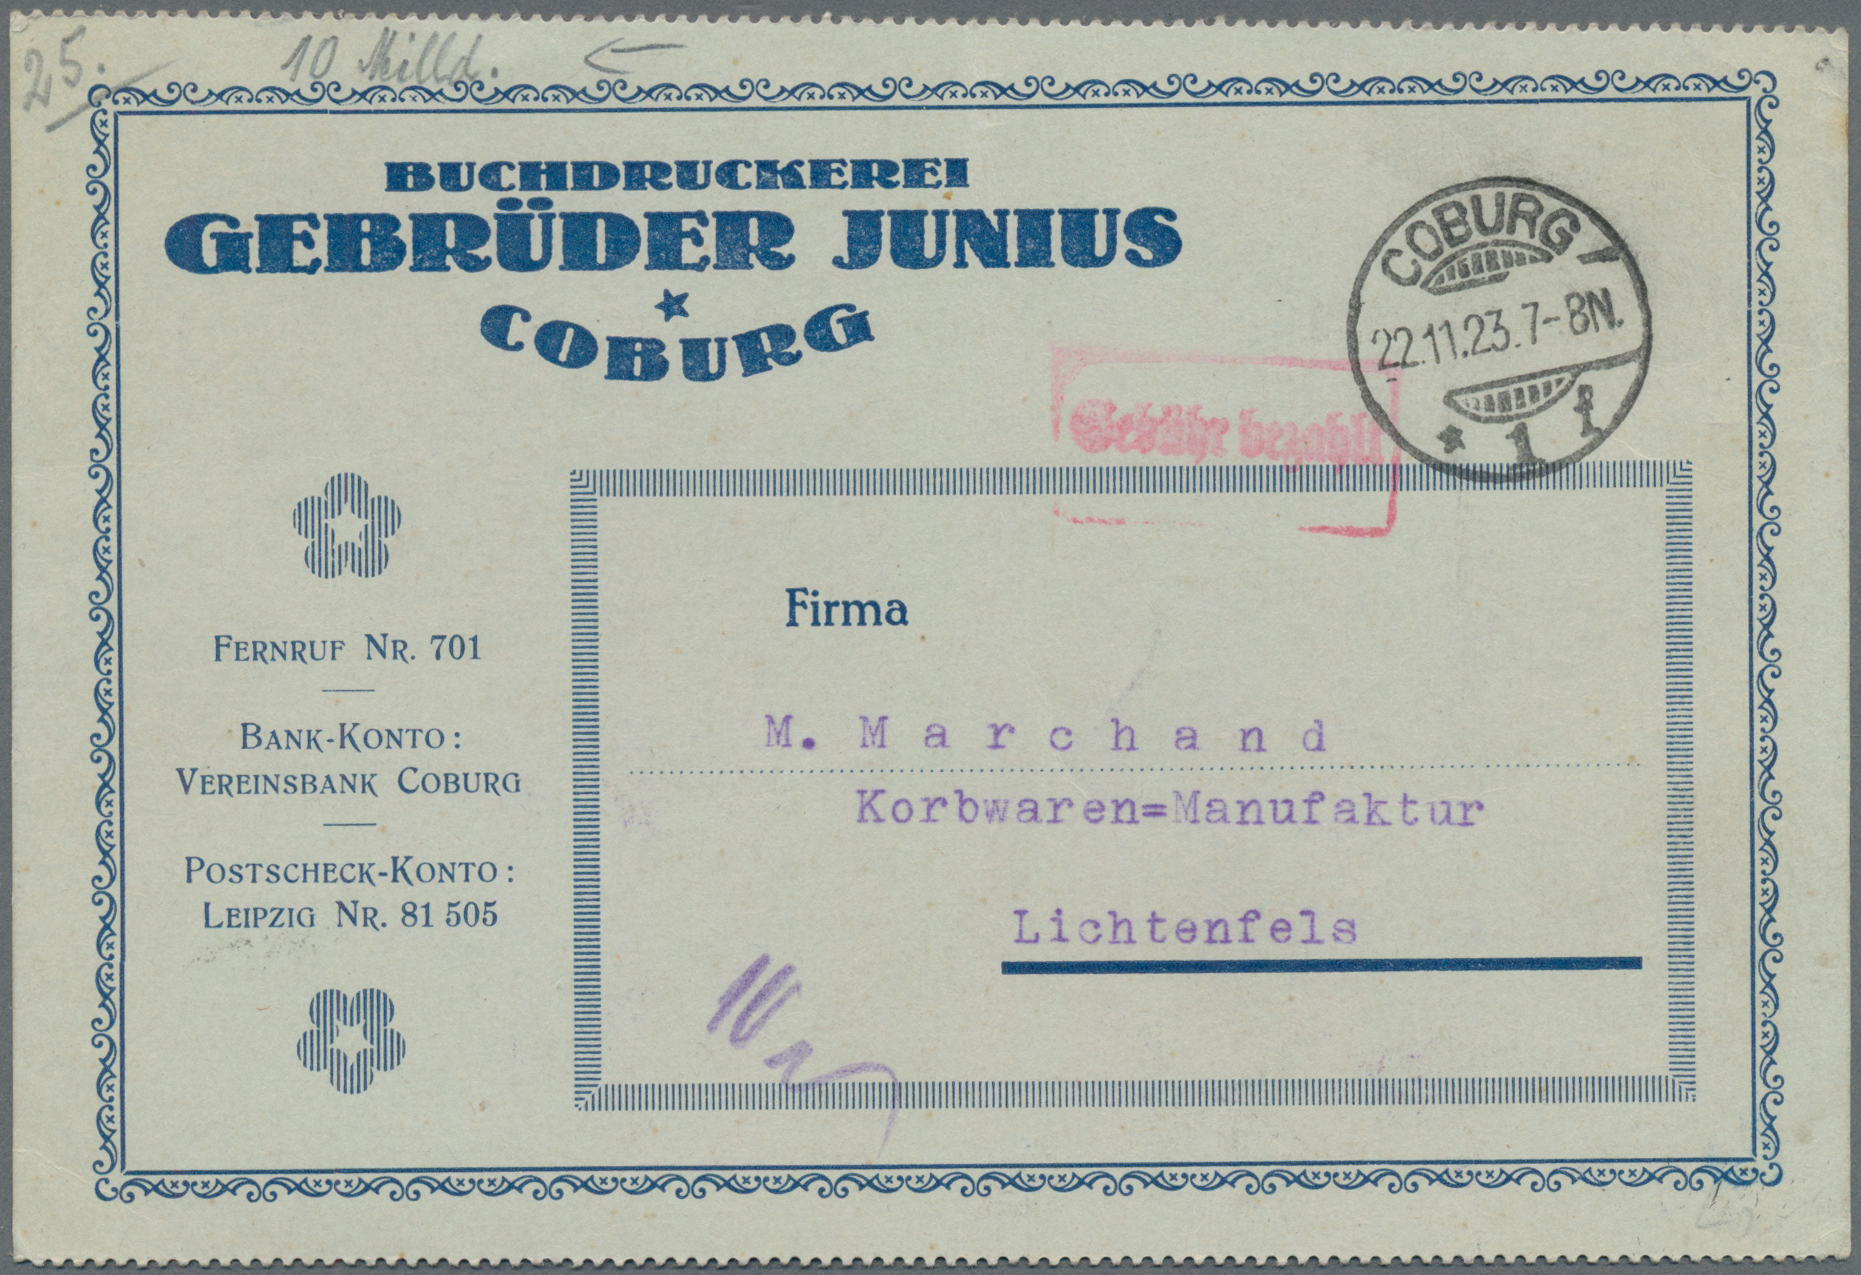 25.
10 Milld.
BUCHDRUCKEREI
GEBRÜDER JUNIUS
COBURG
COBURG
22.11.23.7-8N.
* 1 f
Gebühr bezahlt
Firma
FERNRUF NR. 701
BANK-KONTO:
VEREINSBANK COBURG
POSTSCHECK-KONTO:
LEIPZIG NR. 81 505
M. Marchand
Korbwaren=Manufaktur
Lichtenfels